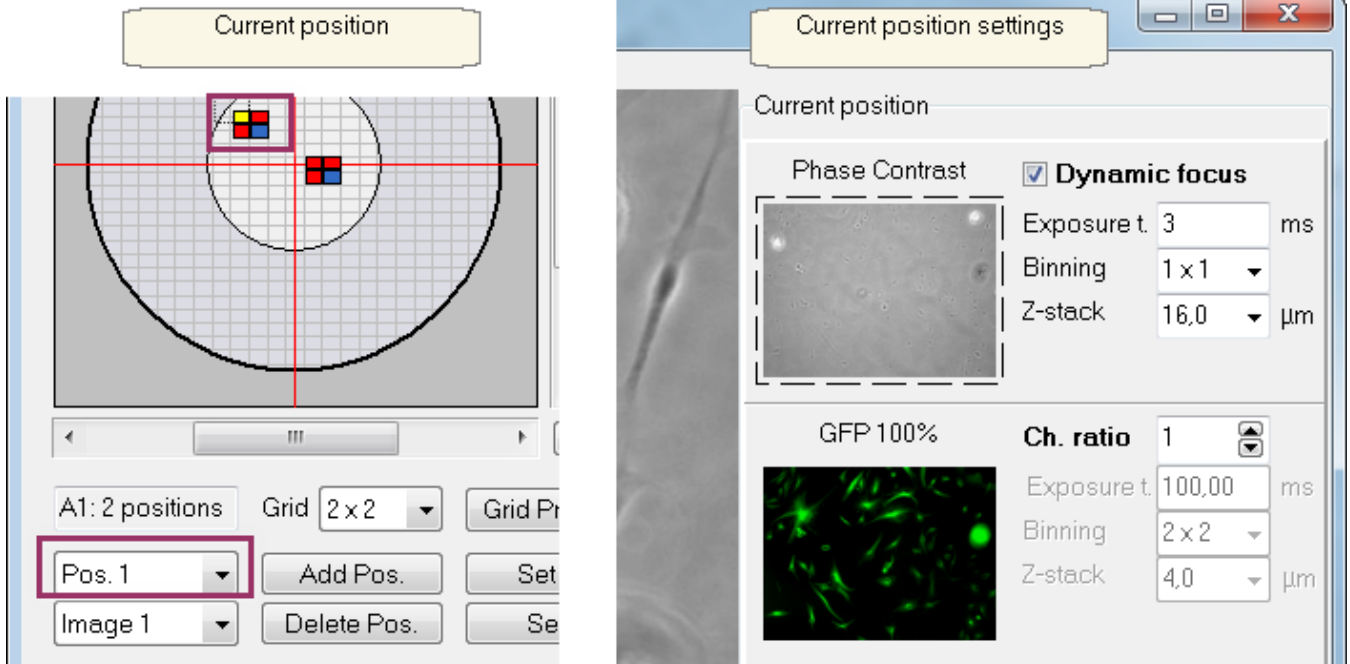 Current position
A1: 2 positions
Grid
2 x 2
Grid Pr
Pos. 1
Add Pos.
Set
Image 1
Delete Pos.
Se
Current position settings
Current position
Phase Contrast
Dynamic focus
Exposure t.
3
ms
Binning
1 x 1
Z-stack
16,0
µm
GFP 100%
Ch. ratio
1
Exposure t.
100,00
ms
Binning
2 x 2
Z-stack
4,0
µm